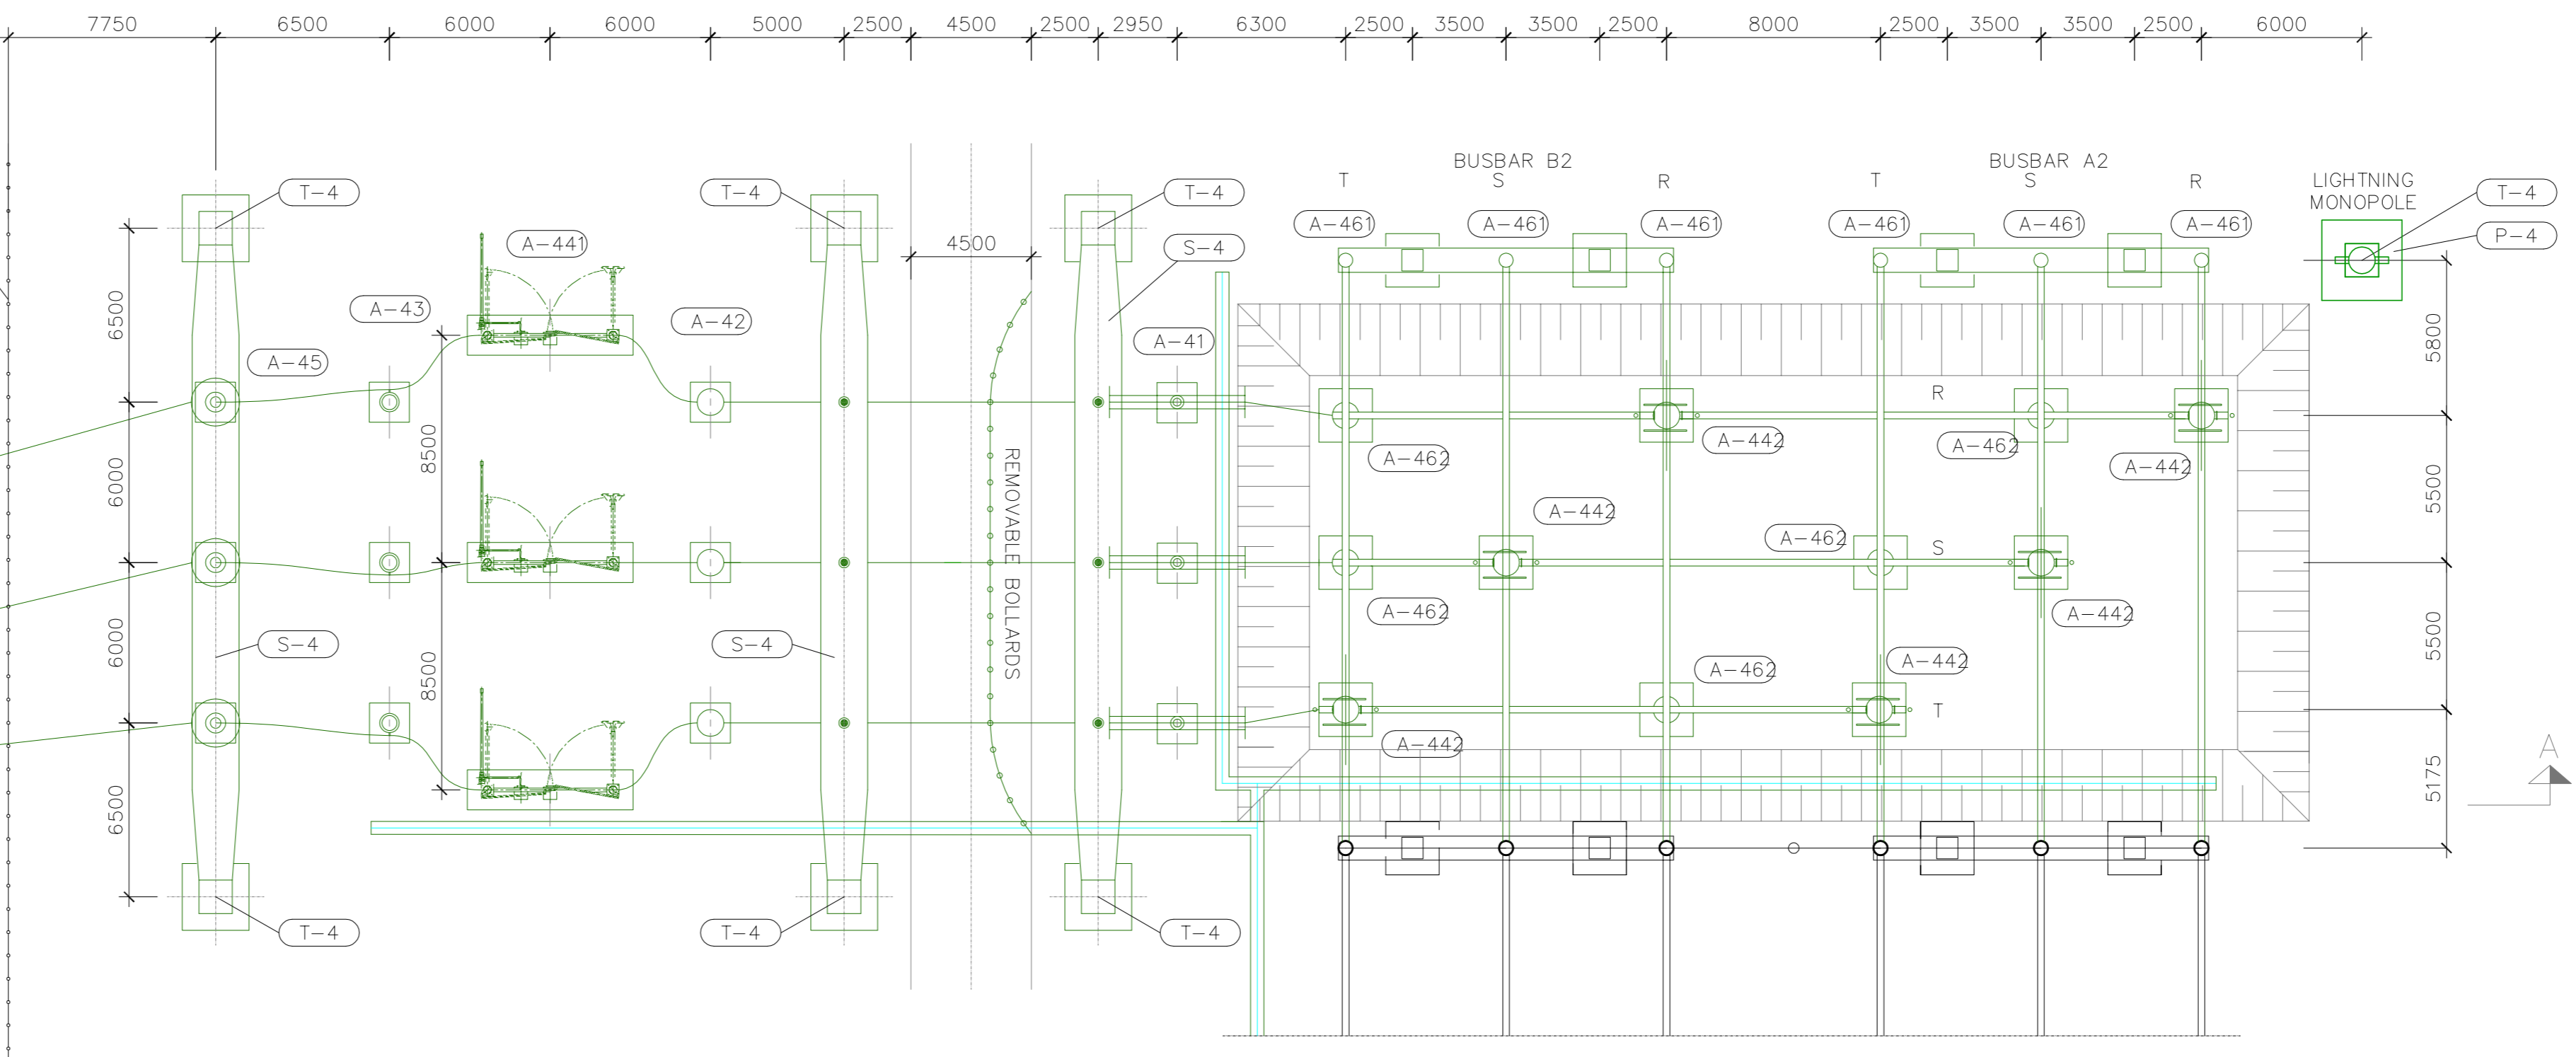 7750 6500 6000 6000 5000 2500 4500 2500 2950 6300 2500 3500 3500 2500 8000 2500 3500 3500 2500 6000
BUSBAR B2 BUSBAR A2
T S R T S R
LIGHTNING
MONOPOLE
T-4 T-4 T-4 T-4
A-461 A-461 A-461 A-461 A-461 A-461
P-4
A-441 4500 S-4
6500 A-43 A-42 A-41 5800
A-45
R
8500 A-442 A-462
6000 REMOVABLE BOLLARDS A-462 A-442 5500
A-442
A-462 S
A-462 A-442
6000 S-4 S-4 5500
8500 A-462 A-442
T
A-442
6500 5175 A
T-4 T-4 T-4